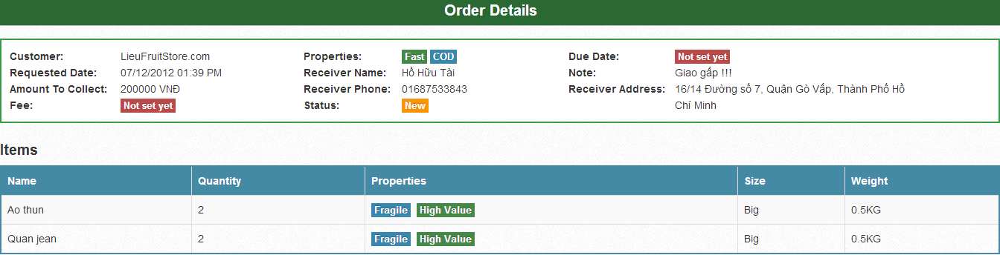 Order Details
Customer: LieuFruitStore.com Properties: Fast COD Due Date: Not set yet
Requested Date: 07/12/2012 01:39 PM Receiver Name: Hồ Hữu Tài Note: Giao gấp !!!
Amount To Collect: 200000 VNĐ Receiver Phone: 01687533843 Receiver Address: 16/14 Đường số 7, Quận Gò Vấp, Thành Phố Hồ
Fee: Not set yet Status: New Chí Minh
Items
Name Quantity Properties Size Weight
Ao thun 2 Fragile High Value Big 0.5KG
Quan jean 2 Fragile High Value Big 0.5KG